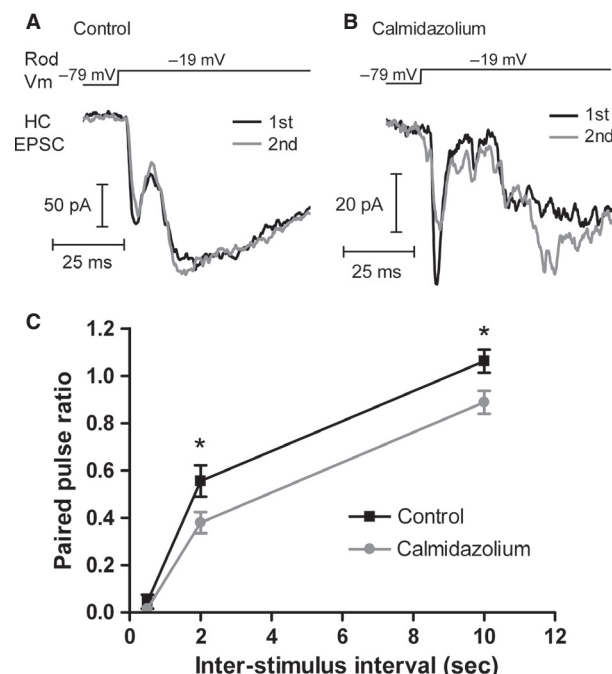 A Control
Rod
Vm
–79 mV
–19 mV
HC
EPSC
1st
2nd
50 pA
25 ms
B Calmidazolium
–79 mV
–19 mV
1st
2nd
20 pA
25 ms
C
Paired pulse ratio
1.2
1.0
0.8
0.6
0.4
0.2
0.0
*
*
Control
Calmidazolium
0 2 4 6 8 10 12
Inter-stimulus interval (sec)